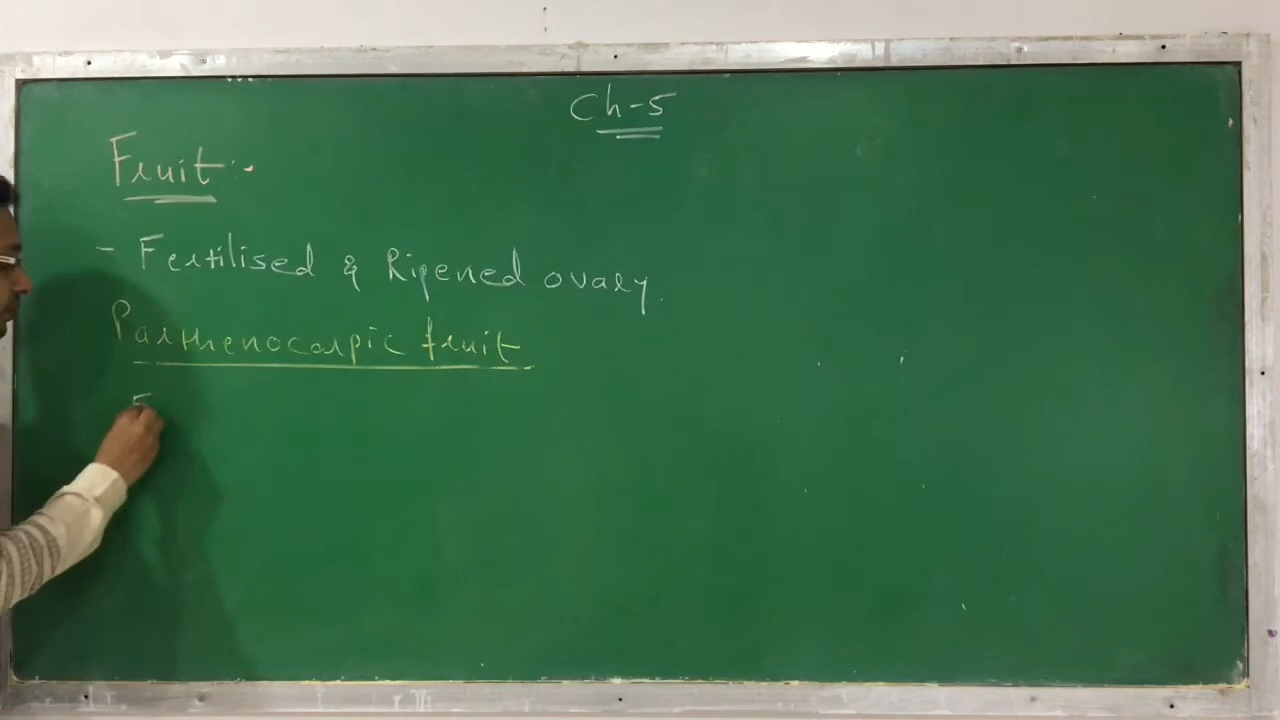 Ch-5
Fruit :-
- Fertilised & Ripened ovary.
Parthenocarpic fruit
F